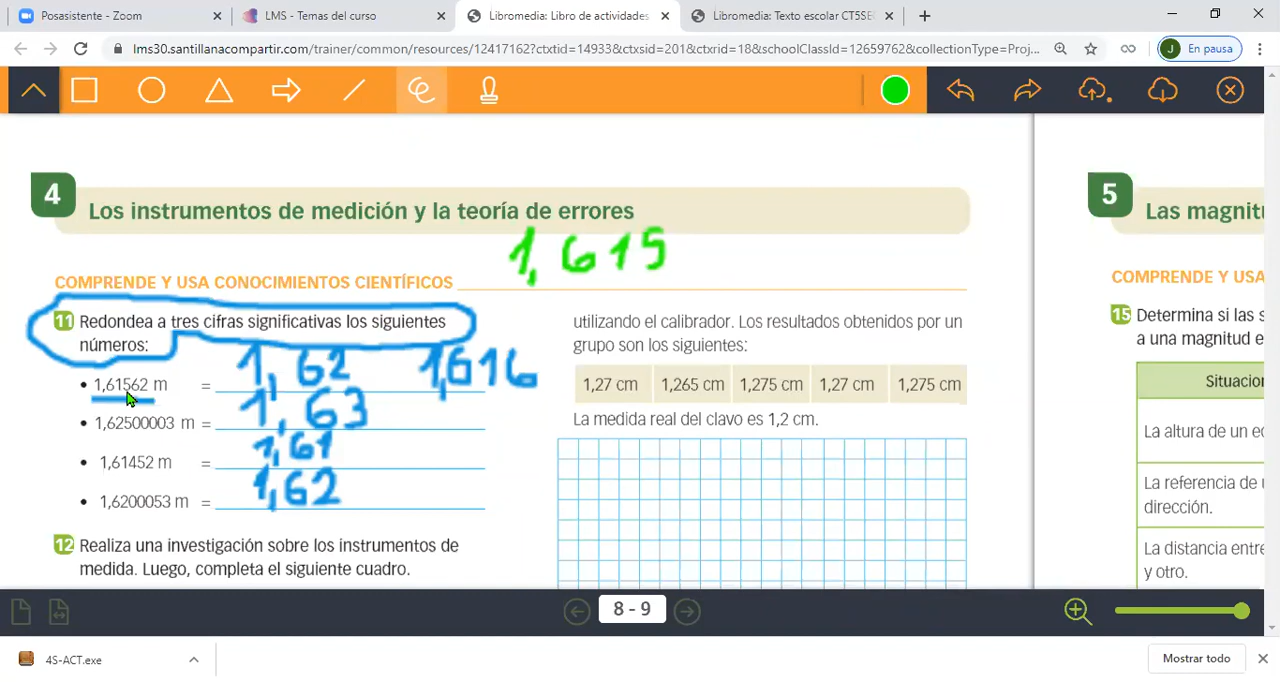 Posasistente - Zoom
LMS - Temas del curso
Libromedia: Libro de actividades
Libromedia: Texto escolar CT5SE
lms30.santillanacompartir.com/trainer/common/resources/12417162?ctxtid=14933&ctxsid=201&ctxrid=18&schoolClassId=12659762&collectionType=Proj...
J En pausa
4
Los instrumentos de medición y la teoría de errores
5
Las magnitu
1,615
COMPRENDE Y USA CONOCIMIENTOS CIENTÍFICOS
COMPRENDE Y USA
11 Redondea a tres cifras significativas los siguientes
números:
• 1,61562 m = 1,62 1,616
• 1,62500003 m = 1,63
• 1,61452 m = 1,61
• 1,6200053 m = 1,62
12 Realiza una investigación sobre los instrumentos de
medida. Luego, completa el siguiente cuadro.
utilizando el calibrador. Los resultados obtenidos por un
grupo son los siguientes:
1,27 cm 1,265 cm 1,275 cm 1,27 cm 1,275 cm
La medida real del clavo es 1,2 cm.
15 Determina si las s
a una magnitud e
Situacion
La altura de un ed
La referencia de u
dirección.
La distancia entre
y otro.
8 - 9
4S-ACT.exe
Mostrar todo